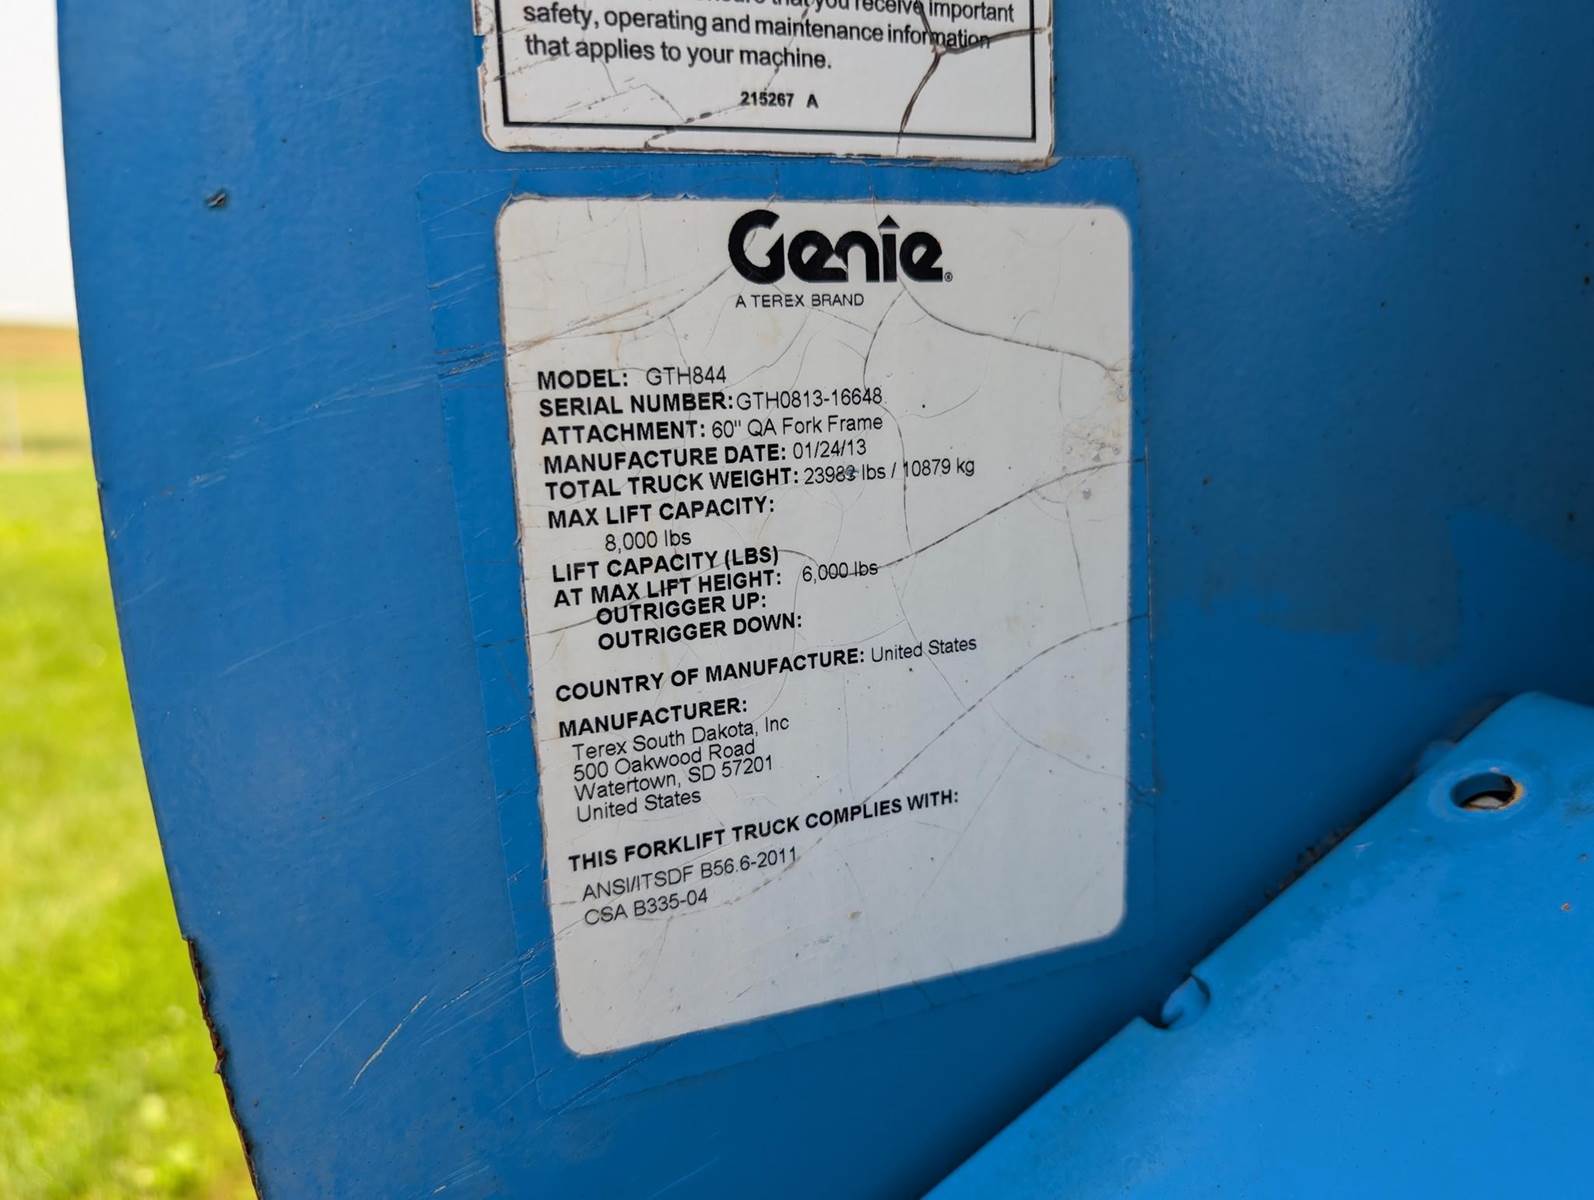 that you receive important
safety, operating and maintenance information
that applies to your machine.
215267 A
Genie®
A TEREX BRAND
MODEL: GTH844
SERIAL NUMBER: GTH0813-16648
ATTACHMENT: 60" QA Fork Frame
MANUFACTURE DATE: 01/24/13
TOTAL TRUCK WEIGHT: lbs / 10879 kg
MAX LIFT CAPACITY:
8,000 lbs
LIFT CAPACITY (LBS)
AT MAX LIFT HEIGHT: 6,000 lbs
OUTRIGGER UP:
OUTRIGGER DOWN:
COUNTRY OF MANUFACTURE: United States
MANUFACTURER:
Terex South Dakota, Inc
500 Oakwood Road
Watertown, SD 57201
United States
THIS FORKLIFT TRUCK COMPLIES WITH:
ANSI/ITSDF B56.6-2011
CSA B335-04